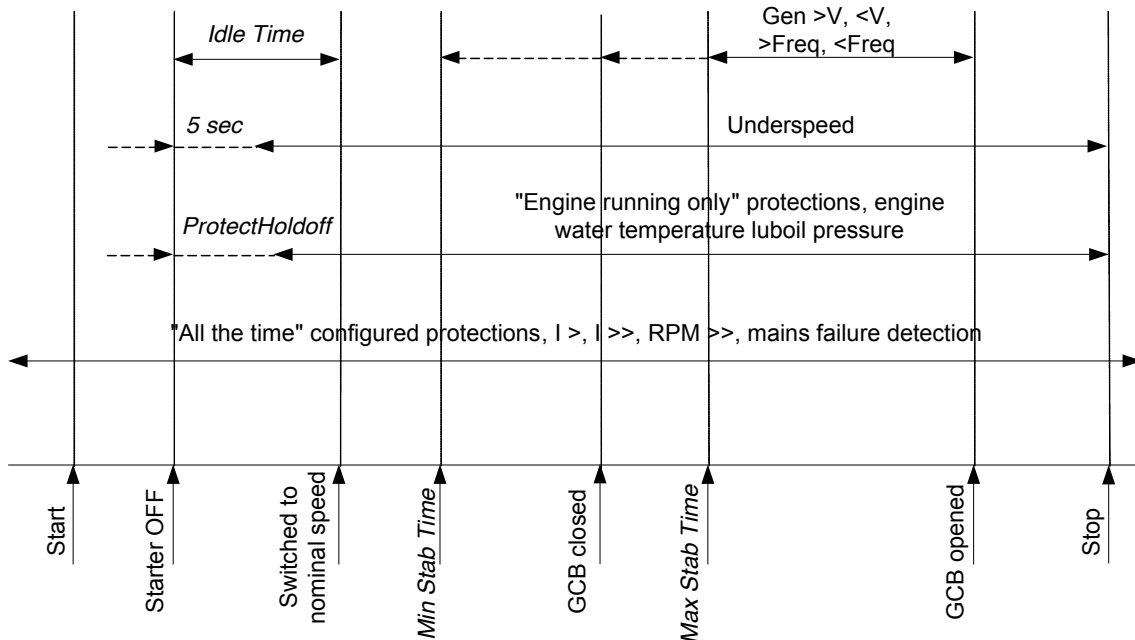 Idle Time
Gen >V, <V,
>Freq, <Freq
5 sec
Underspeed
ProtectHoldoff
"Engine running only" protections, engine
water temperature luboil pressure
"All the time" configured protections, I >, I >>, RPM >>, mains failure detection
Start
Starter OFF
Switched to
nominal speed
Min Stab Time
GCB closed
Max Stab Time
GCB opened
Stop